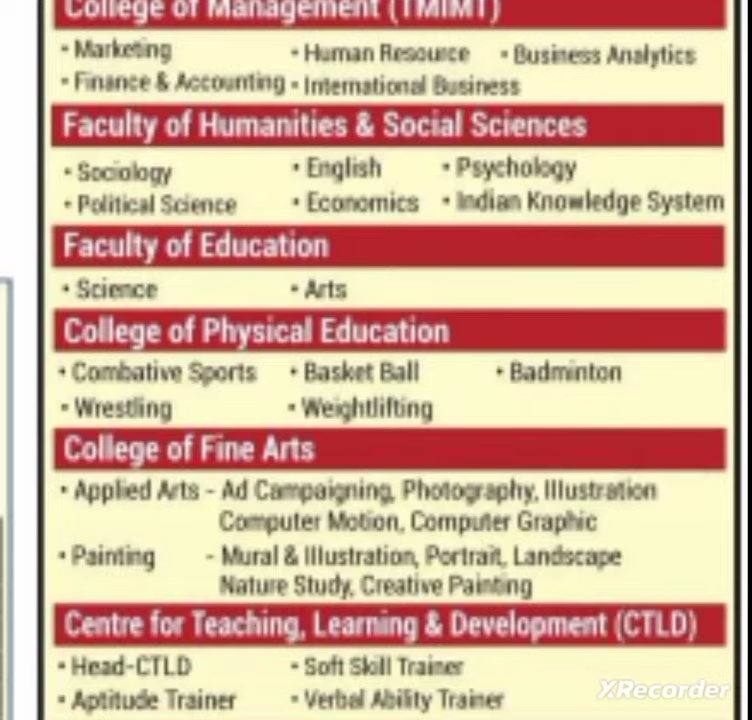 College of Management (TMIMT)
• Marketing • Human Resource • Business Analytics
• Finance & Accounting • International Business
Faculty of Humanities & Social Sciences
• Sociology • English • Psychology
• Political Science • Economics • Indian Knowledge System
Faculty of Education
• Science • Arts
College of Physical Education
• Combative Sports • Basket Ball • Badminton
• Wrestling • Weightlifting
College of Fine Arts
• Applied Arts - Ad Campaigning, Photography, Illustration
Computer Motion, Computer Graphic
• Painting - Mural & Illustration, Portrait, Landscape
Nature Study, Creative Painting
Centre for Teaching, Learning & Development (CTLD)
• Head-CTLD • Soft Skill Trainer
• Aptitude Trainer • Verbal Ability Trainer
XRecorder